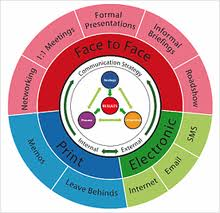 Formal
Presentations
Informal
Briefings
1:1 Meetings
Roadshow
Networking
Face to Face
Communication Strategy
RESULTS
Internal
External
Print
Electronic
SMS
Memos
Email
Leave Behinds
Internet